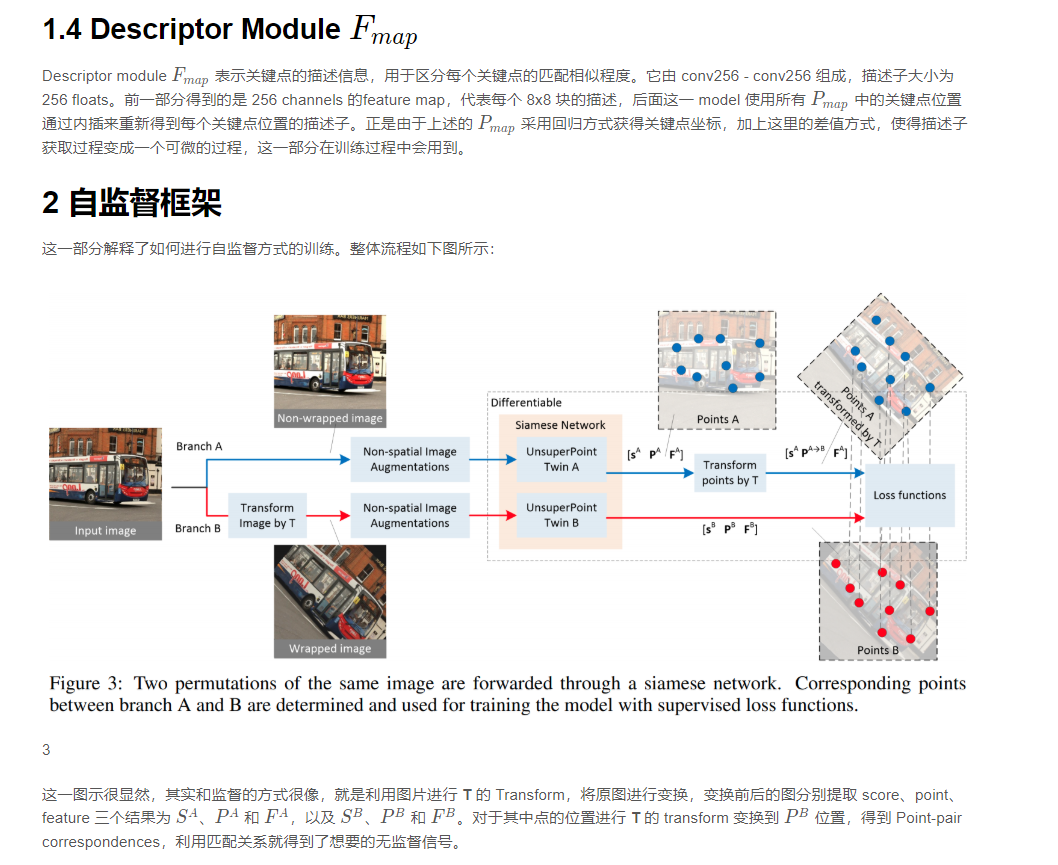 1.4 Descriptor Module F_map
Descriptor module F_map 表示关键点的描述信息，用于区分每个关键点的匹配相似程度。它由 conv256 - conv256 组成，描述子大小为
256 floats。前一部分得到的是 256 channels 的feature map，代表每个 8x8 块的描述，后面这一 model 使用所有 P_map 中的关键点位置
通过内插来重新得到每个关键点位置的描述子。正是由于上述的 P_map 采用回归方式获得关键点坐标，加上这里的差值方式，使得描述子
获取过程变成一个可微的过程，这一部分在训练过程中会用到。
2 自监督框架
这一部分解释了如何进行自监督方式的训练。整体流程如下图所示：
Non-wrapped image
Points A
Points A
transformed by T
Differentiable
Siamese Network
Input image
Branch A
Non-spatial Image
Augmentations
UnsuperPoint
Twin A
[s^A P^A F^A]
Transform
points by T
[s^A P^A→B F^A]
Loss functions
Branch B
Transform
Image by T
Non-spatial Image
Augmentations
UnsuperPoint
Twin B
[s^B P^B F^B]
Wrapped image
Points B
Figure 3: Two permutations of the same image are forwarded through a siamese network. Corresponding points
between branch A and B are determined and used for training the model with supervised loss functions.
3
这一图示很显然，其实和监督的方式很像，就是利用图片进行 T 的 Transform，将原图进行变换，变换前后的图分别提取 score、point、
feature 三个结果为 S^A、P^A 和 F^A，以及 S^B、P^B 和 F^B。对于其中点的位置进行 T 的 transform 变换到 P^B 位置，得到 Point-pair
correspondences，利用匹配关系就得到了想要的无监督信号。